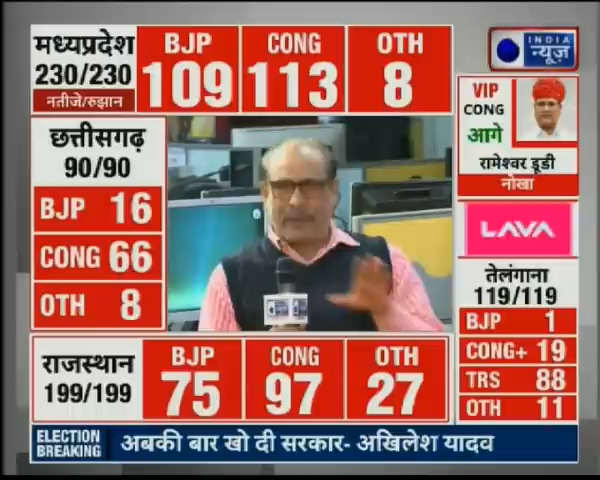 मध्यप्रदेश
230/230
नतीजे/रुझान
BJP
109
CONG
113
OTH
8
INDIA
न्यूज़
VIP
CONG
आगे
रामेश्वर डूडी
नोखा
छत्तीसगढ़
90/90
BJP 16
CONG 66
OTH 8
LAVA
तेलंगाना
119/119
BJP 1
CONG+ 19
TRS 88
OTH 11
राजस्थान
199/199
BJP
75
CONG
97
OTH
27
ELECTION
BREAKING
अबकी बार खो दी सरकार- अखिलेश यादव